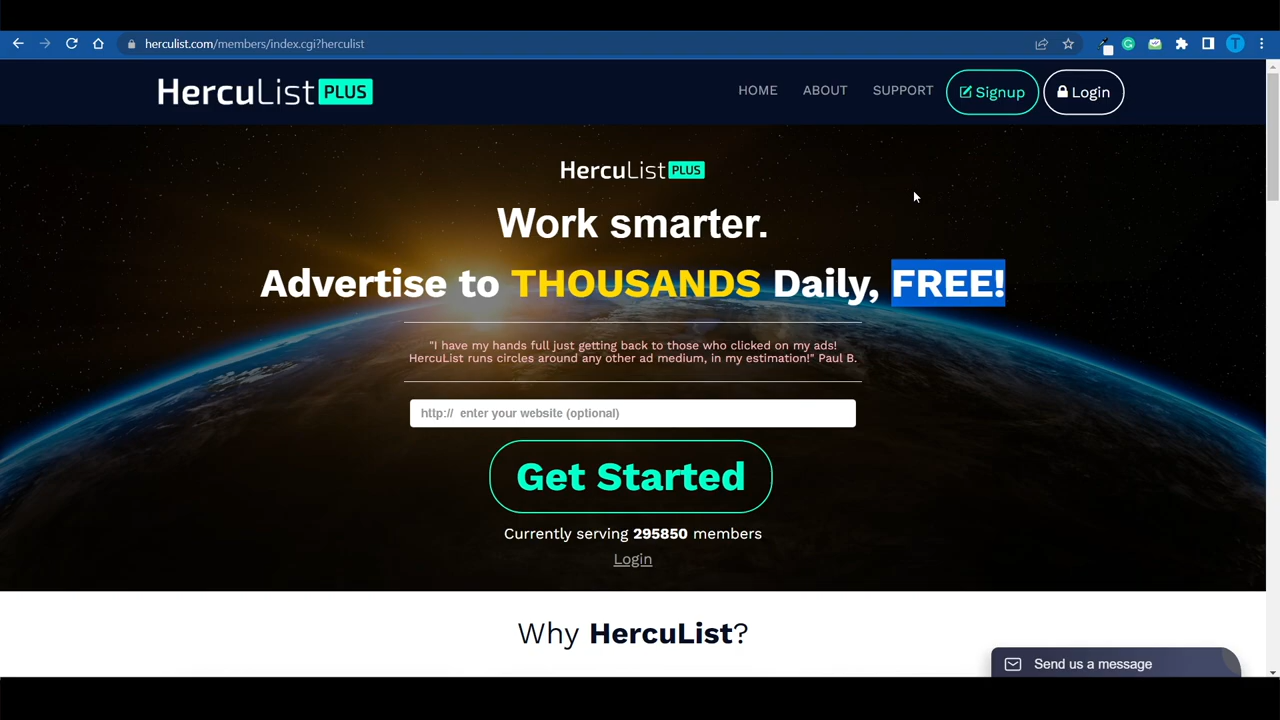 herculist.com/members/index.cgi?herculist
T
HercuList PLUS
HOME
ABOUT
SUPPORT
Signup
Login
HercuList PLUS
Work smarter.
Advertise to THOUSANDS Daily, FREE!
"I have my hands full just getting back to those who clicked on my ads!
HercuList runs circles around any other ad medium, in my estimation!" Paul B.
http:// enter your website (optional)
Get Started
Currently serving 295850 members
Login
Why HercuList?
Send us a message